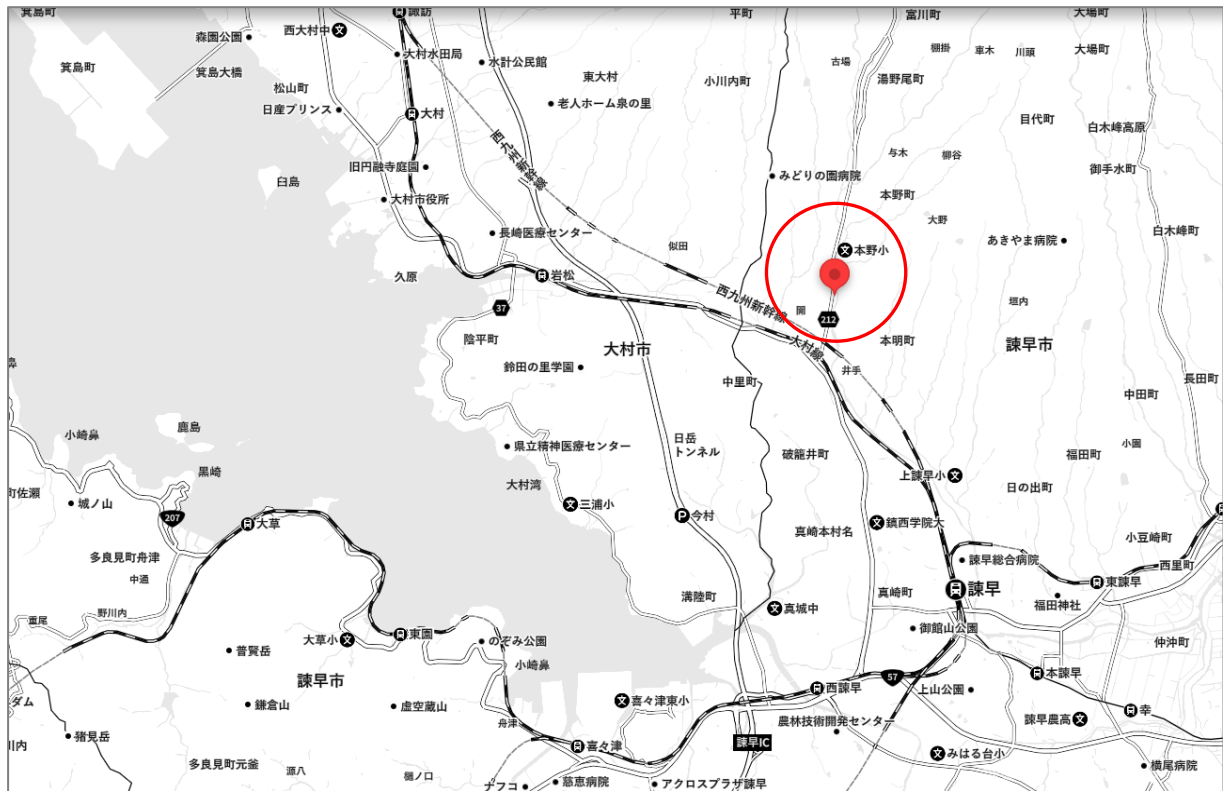 箕島町
諏訪
平町
富川町
大場町
西大村中
森園公園
大村水田局
水計公民館
東大村
小川内町
古場
棚掛
車木
川頭
大場町
箕島町
箕島大橋
松山町
湯野尾町
日産プリンス
大村
老人ホーム泉の里
目代町
白木峰高原
西九州新幹線
与木
柳谷
旧円融寺庭園
臼島
みどりの園病院
御手水町
大村市役所
本野町
大野
長崎医療センター
似田
本野小
あきやま病院
白木峰町
久原
岩松
西九州新幹線
開
垣内
37
212
陰平町
大村市
大村線
本明町
諫早市
鼻
鈴田の里学園
井手
中里町
長田町
中田町
鹿島
小崎鼻
県立精神医療センター
日岳
トンネル
破籠井町
福田町
小園
黒崎
大村湾
上諫早小
日の出町
町佐瀬
城ノ山
207
大草
三浦小
今村
真崎本村名
鎮西学院大
小豆崎町
多良見町舟津
諫早総合病院
西里町
中通
東諫早
溝陸町
真崎町
諫早
福田神社
重尾
野川内
真城中
大草小
東園
のぞみ公園
御館山公園
仲沖町
普賢岳
小崎鼻
本諫早
諫早市
57
西諫早
上山公園
ダム
鎌倉山
虚空蔵山
喜々津東小
幸
舟津
農林技術開発センター
諫早農高
川内
猪見岳
喜々津
諫早IC
みはる台小
多良見町元釜
源八
樋ノ口
ナフコ
慈恵病院
アクロスプラザ諫早
横尾病院